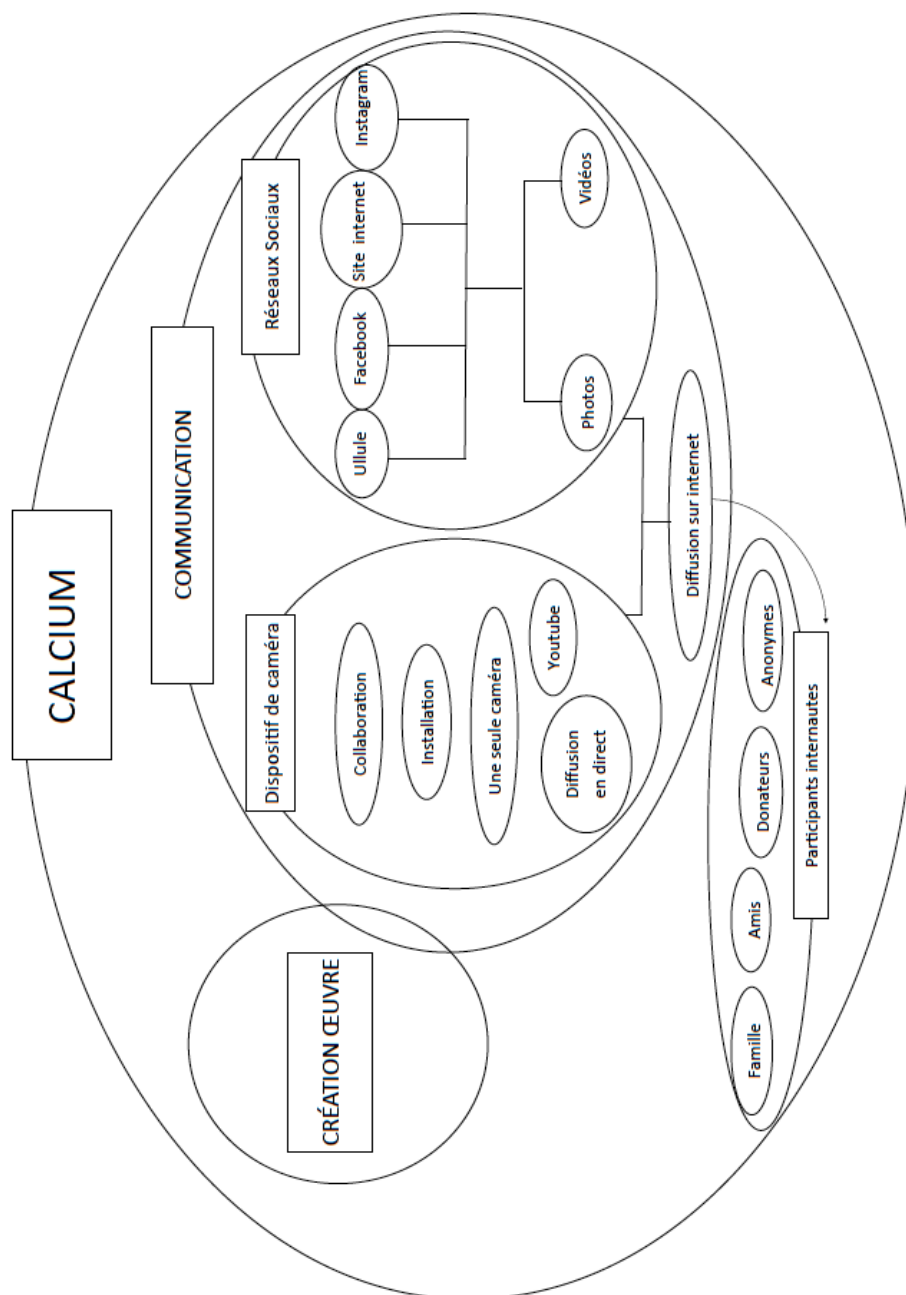 CALCIUM
COMMUNICATION
CRÉATION ŒUVRE
Dispositif de caméra
Collaboration
Installation
Une seule caméra
Diffusion
en direct
Youtube
Réseaux Sociaux
Ullule
Facebook
Site internet
Instagram
Photos
Vidéos
Diffusion sur internet
Famille
Amis
Donateurs
Anonymes
Participants internautes